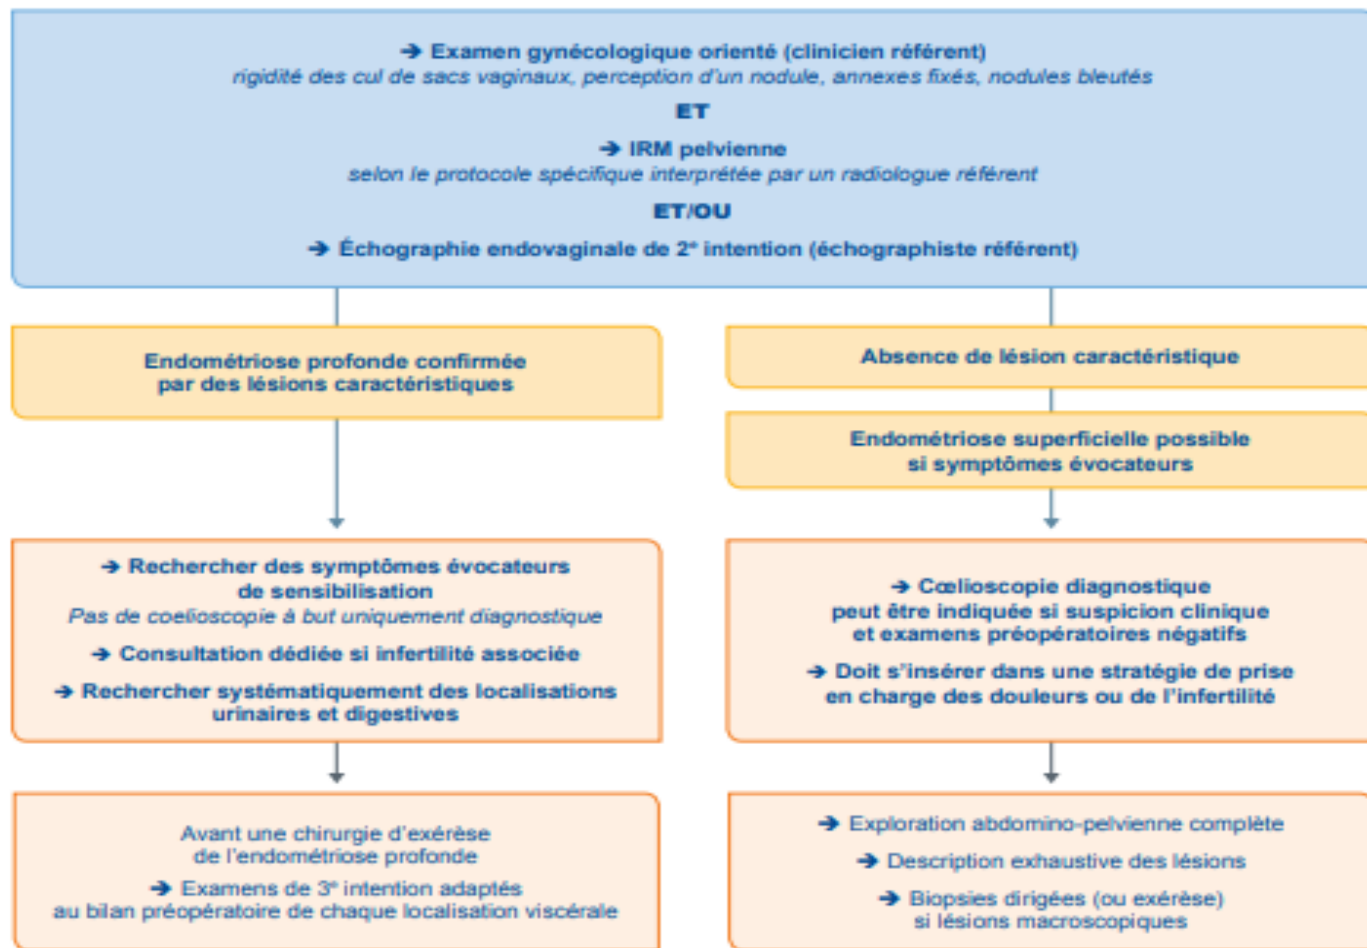 ➔ Examen gynécologique orienté (clinicien référent)
rigidité des cul de sacs vaginaux, perception d'un nodule, annexes fixés, nodules bleutés
ET
➔ IRM pelvienne
selon le protocole spécifique interprétée par un radiologue référent
ET/OU
➔ Échographie endovaginale de 2e intention (échographiste référent)
Endométriose profonde confirmée
par des lésions caractéristiques
➔ Rechercher des symptômes évocateurs
de sensibilisation
Pas de coelioscopie à but uniquement diagnostique
➔ Consultation dédiée si infertilité associée
➔ Rechercher systématiquement des localisations
urinaires et digestives
Avant une chirurgie d'exérèse
de l'endométriose profonde
➔ Examens de 3e intention adaptés
au bilan préopératoire de chaque localisation viscérale
Absence de lésion caractéristique
Endométriose superficielle possible
si symptômes évocateurs
➔ Cœlioscopie diagnostique
peut être indiquée si suspicion clinique
et examens préopératoires négatifs
➔ Doit s'insérer dans une stratégie de prise
en charge des douleurs ou de l'infertilité
➔ Exploration abdomino-pelvienne complète
➔ Description exhaustive des lésions
➔ Biopsies dirigées (ou exérèse)
si lésions macroscopiques